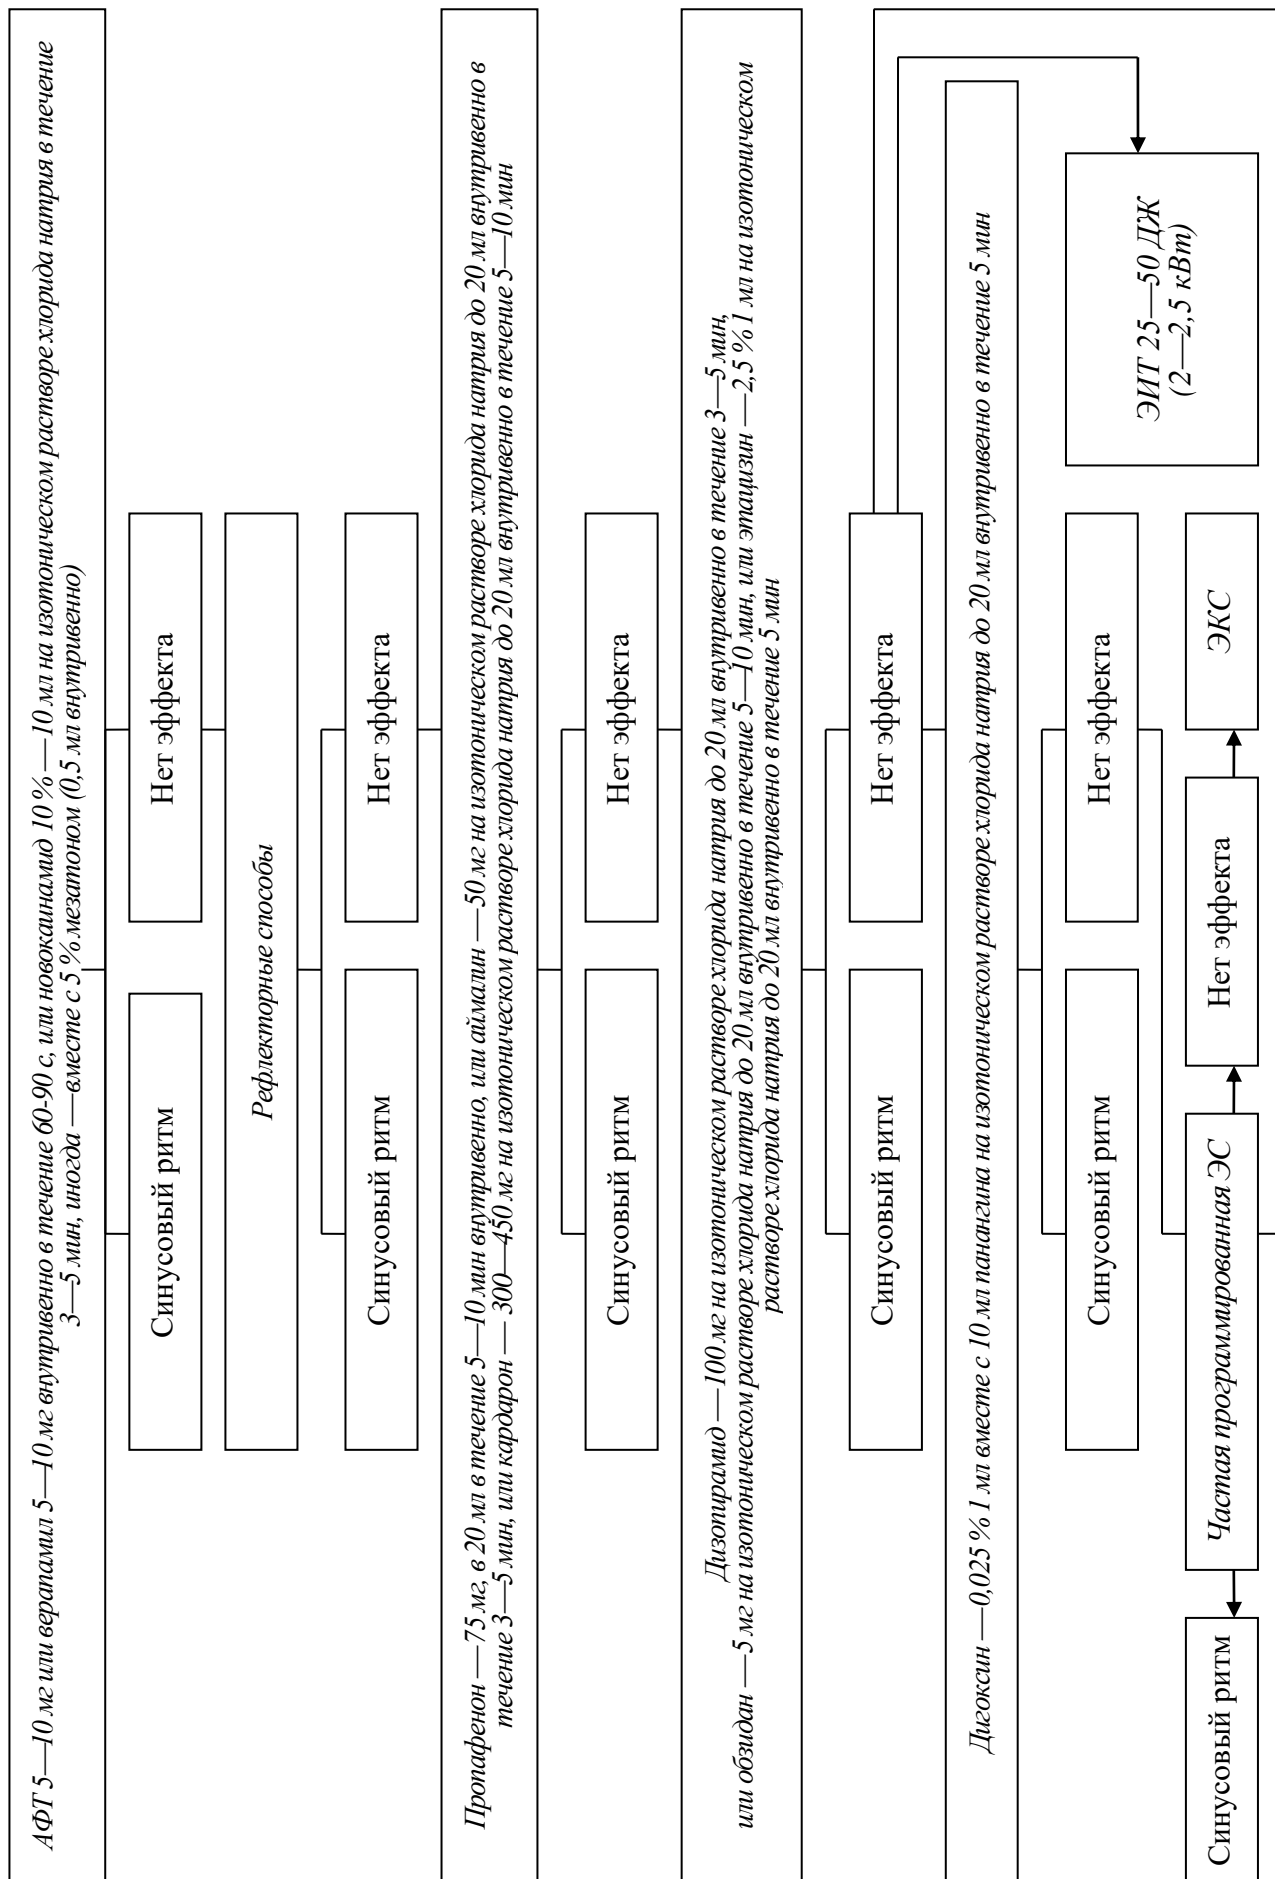 АФТ 5—10 мг или верапамил 5—10 мг внутривенно в течение 60-90 с, или новокаинамид 10 % —10 мл на изотоническом растворе хлорида натрия в течение
3—5 мин, иногда —вместе с 5 % мезатоном (0,5 мл внутривенно)
Синусовый ритм
Нет эффекта
Рефлекторные способы
Синусовый ритм
Нет эффекта
Пропафенон —75 мг, в 20 мл в течение 5—10 мин внутривенно, или аймалин —50 мг на изотоническом растворе хлорида натрия до 20 мл внутривенно в
течение 3—5 мин, или кардарон — 300—450 мг на изотоническом растворе хлорида натрия до 20 мл внутривенно в течение 5—10 мин
Синусовый ритм
Нет эффекта
Дизопирамид —100 мг на изотоническом растворе хлорида натрия до 20 мл внутривенно в течение 3—5 мин,
или обзидан —5 мг на изотоническом растворе хлорида натрия до 20 мл внутривенно в течение 5—10 мин, или этацизин —2,5 % 1 мл на изотоническом
растворе хлорида натрия до 20 мл внутривенно в течение 5 мин
Синусовый ритм
Нет эффекта
Дигоксин —0,025 % 1 мл вместе с 10 мл панангина на изотоническом растворе хлорида натрия до 20 мл внутривенно в течение 5 мин
Синусовый ритм
Нет эффекта
ЭИТ 25—50 ДЖ
(2—2,5 кВт)
Синусовый ритм
Частая программированная ЭС
Нет эффекта
ЭКС